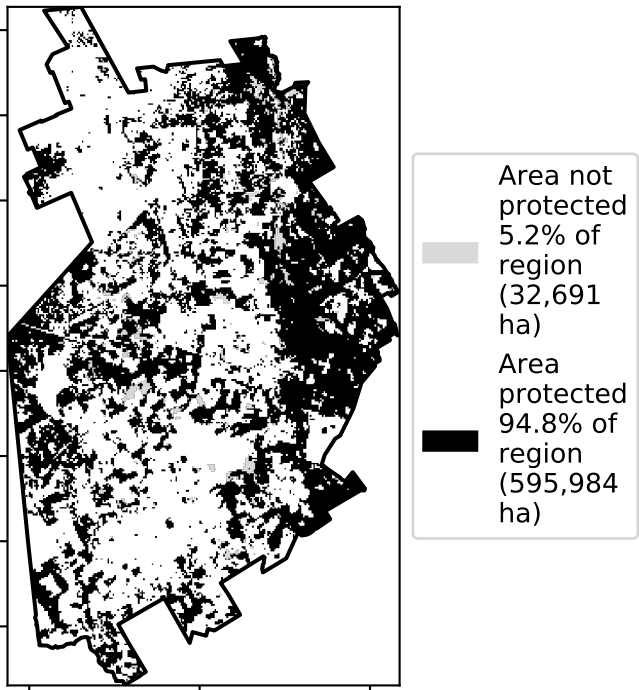 Area not
protected
5.2% of
region
(32,691
ha)
Area
protected
94.8% of
region
(595,984
ha)